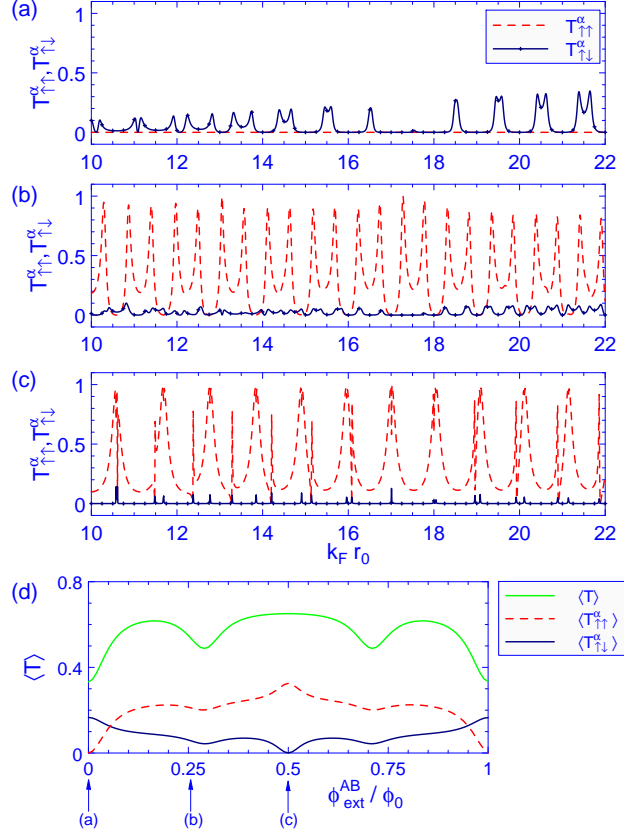 (a)
T^α_↑↑, T^α_↑↓
1
0.5
0
T^α_↑↑
T^α_↑↓
10 12 14 16 18 20 22
(b)
T^α_↑↑, T^α_↑↓
1
0.5
0
10 12 14 16 18 20 22
(c)
T^α_↑↑, T^α_↑↓
1
0.5
0
10 12 14 16 18 20 22
k_F r_0
(d)
⟨T⟩
0.8
0.4
0
⟨T⟩
⟨T^α_↑↑⟩
⟨T^α_↑↓⟩
0 0.25 0.5 0.75 1
ϕ^AB_ext / ϕ_0
(a) (b) (c)